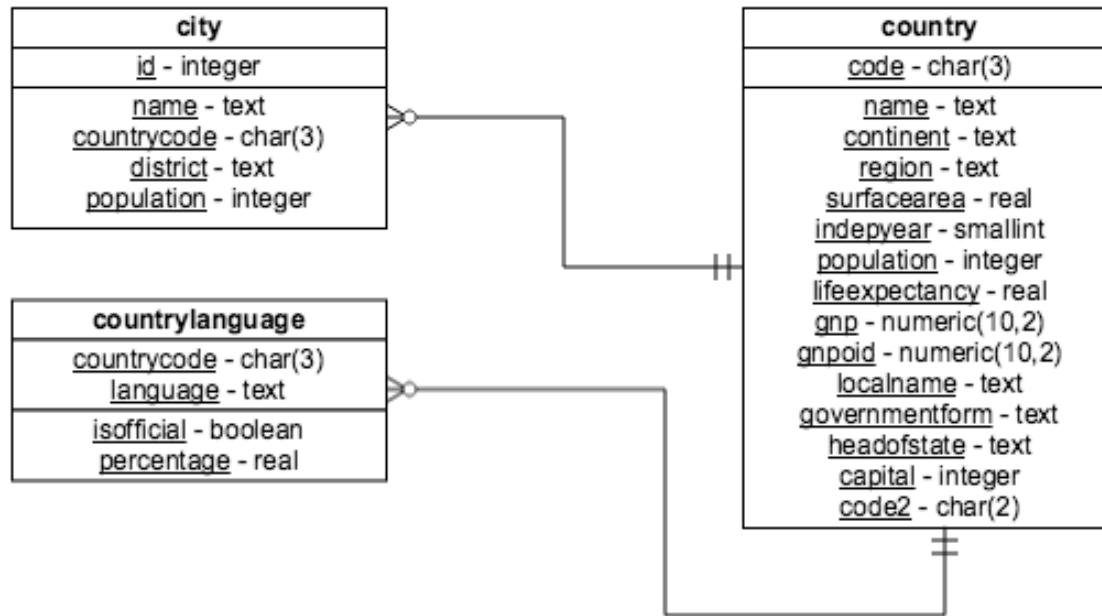 city
id - integer
name - text
countrycode - char(3)
district - text
population - integer
countrylanguage
countrycode - char(3)
language - text
isofficial - boolean
percentage - real
country
code - char(3)
name - text
continent - text
region - text
surfacearea - real
indepyear - smallint
population - integer
lifeexpectancy - real
gnp - numeric(10,2)
gnpoid - numeric(10,2)
localname - text
governmentform - text
headofstate - text
capital - integer
code2 - char(2)